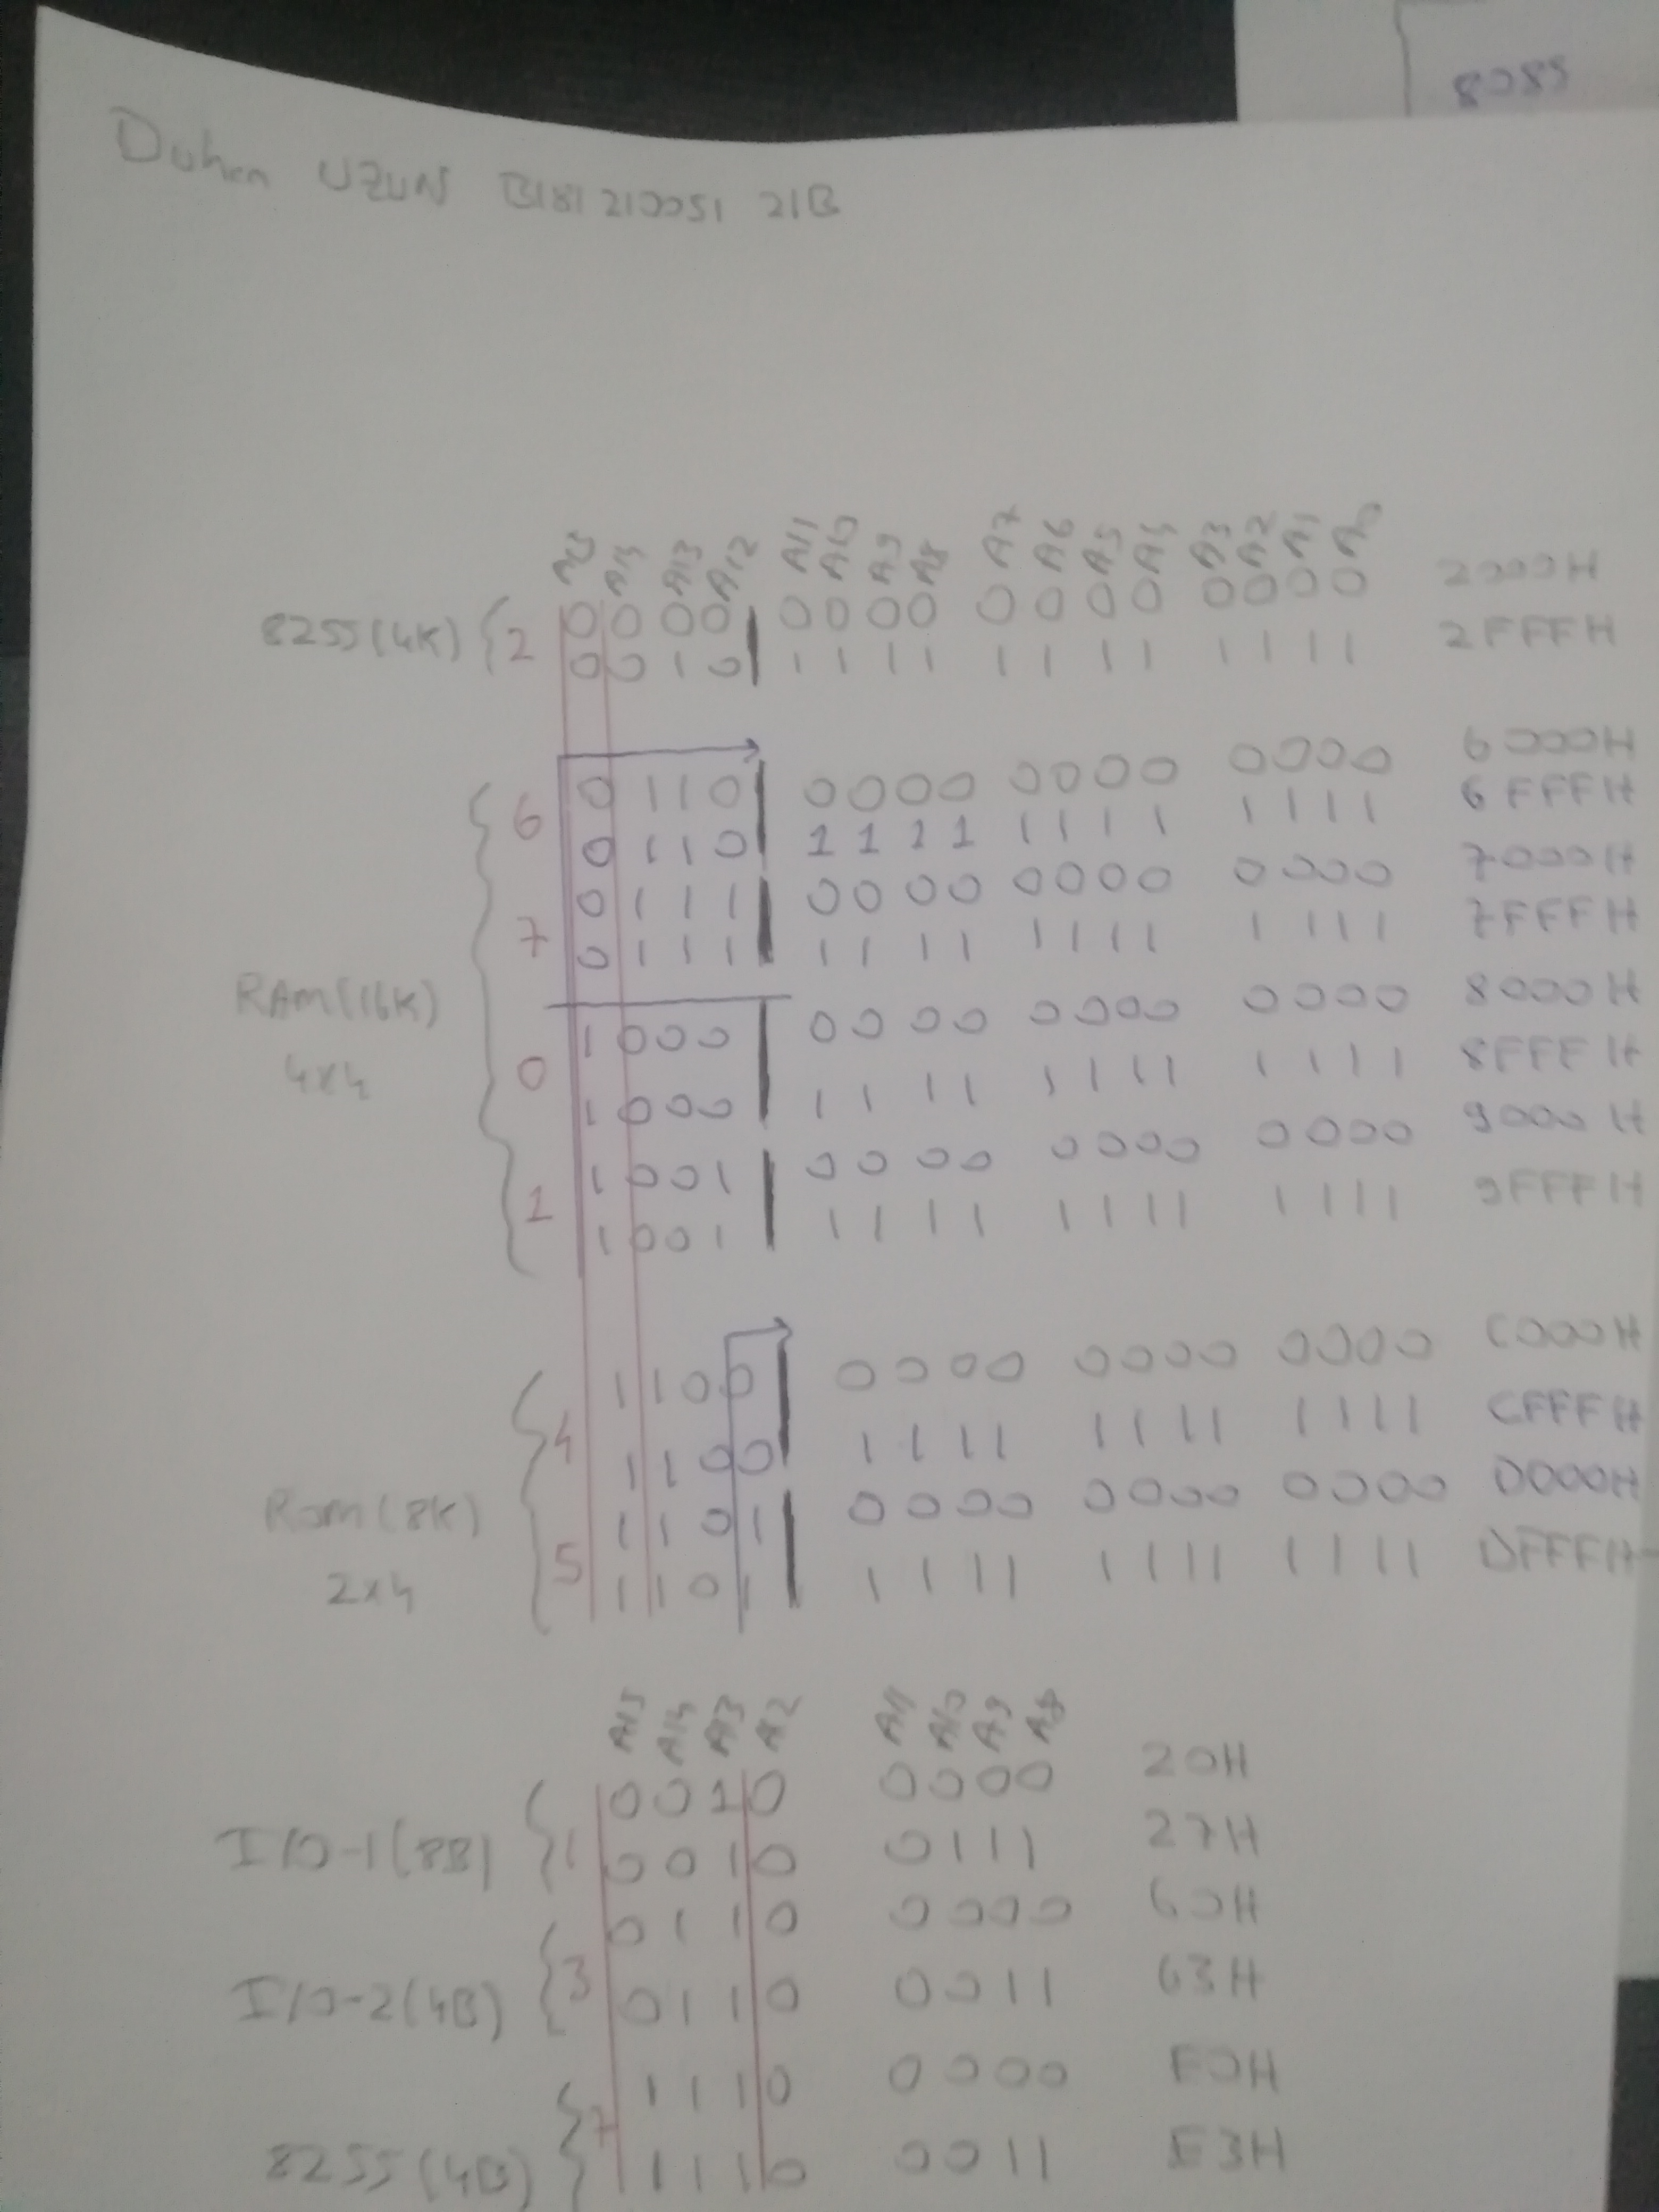 8085
Duhan UZUN B181210051 21B
A15 A14 A13 A12 A11 A10 A9 A8 A7 A6 A5 A4 A3 A2 A1 A0
8255(4K) { 2 0 0 0 0 | 0 0 0 0 0 0 0 0 0 0 0 0 2000H
0 0 1 0 | 1 1 1 1 1 1 1 1 1 1 1 1 2FFFH
6 0 1 1 0 | 0 0 0 0 0 0 0 0 0 0 0 0 6000H
0 1 1 0 | 1 1 1 1 1 1 1 1 1 1 1 1 6FFFH
7 0 1 1 1 | 0 0 0 0 0 0 0 0 0 0 0 0 7000H
0 1 1 1 | 1 1 1 1 1 1 1 1 1 1 1 1 7FFFH
RAM(16K)
4x4
0 1 0 0 0 | 0 0 0 0 0 0 0 0 0 0 0 0 8000H
1 0 0 0 | 1 1 1 1 1 1 1 1 1 1 1 1 8FFFH
1 1 0 0 1 | 0 0 0 0 0 0 0 0 0 0 0 0 9000H
1 0 0 1 | 1 1 1 1 1 1 1 1 1 1 1 1 9FFFH
4 1 1 0 0 | 0 0 0 0 0 0 0 0 0 0 0 0 C000H
1 1 0 0 | 1 1 1 1 1 1 1 1 1 1 1 1 CFFFH
Rom(8K)
2x4
5 1 1 0 1 | 0 0 0 0 0 0 0 0 0 0 0 0 D000H
1 1 0 1 | 1 1 1 1 1 1 1 1 1 1 1 1 DFFFH
A15 A14 A13 A12 A11 A10 A9 A8
0 0 1 0 0 0 0 0 20H
I/O-1(8B) { 1 0 0 1 0 0 1 1 1 27H
0 1 1 0 0 0 0 0 60H
I/O-2(4B) { 3 0 1 1 0 0 0 1 1 63H
1 1 1 0 0 0 0 0 E0H
8255(4B) { 7 1 1 1 0 0 0 1 1 E3H